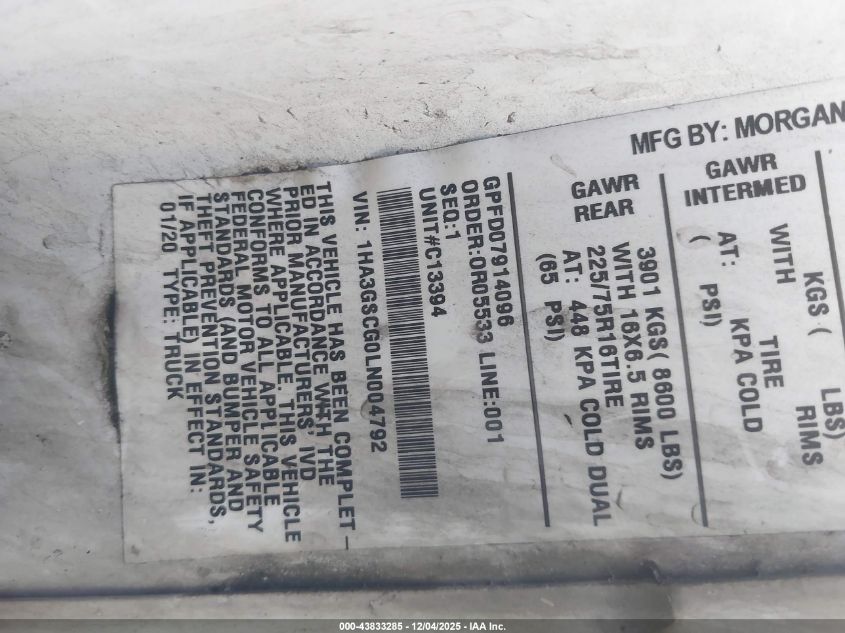 MFG BY: MORGAN
GAWR
INTERMED
KGS ( LBS)
WITH TIRE RIMS
AT: KPA COLD
( PSI)
GAWR
REAR
3901 KGS( 8600 LBS)
WITH 16X6.5 RIMS
225/75R16TIRE
AT: 448 KPA COLD DUAL
(65 PSI)
GPFD07914096
ORDER:0R05533 LINE:001
SEQ:1
UNIT#C13394
VIN: 1HA3GSCG0LN004792
THIS VEHICLE HAS BEEN COMPLET_
ED IN ACCORDANCE WITH THE
PRIOR MANUFACTURERS' IVD
WHERE APPLICABLE. THIS VEHICLE
CONFORMS TO ALL APPLICABLE
FEDERAL MOTOR VEHICLE SAFETY
STANDARDS (AND BUMPER AND
THEFT PREVENTION STANDARDS,
IF APPLICABLE) IN EFFECT IN:
01/20 TYPE: TRUCK
000-43833285 - 12/04/2025 - IAA Inc.